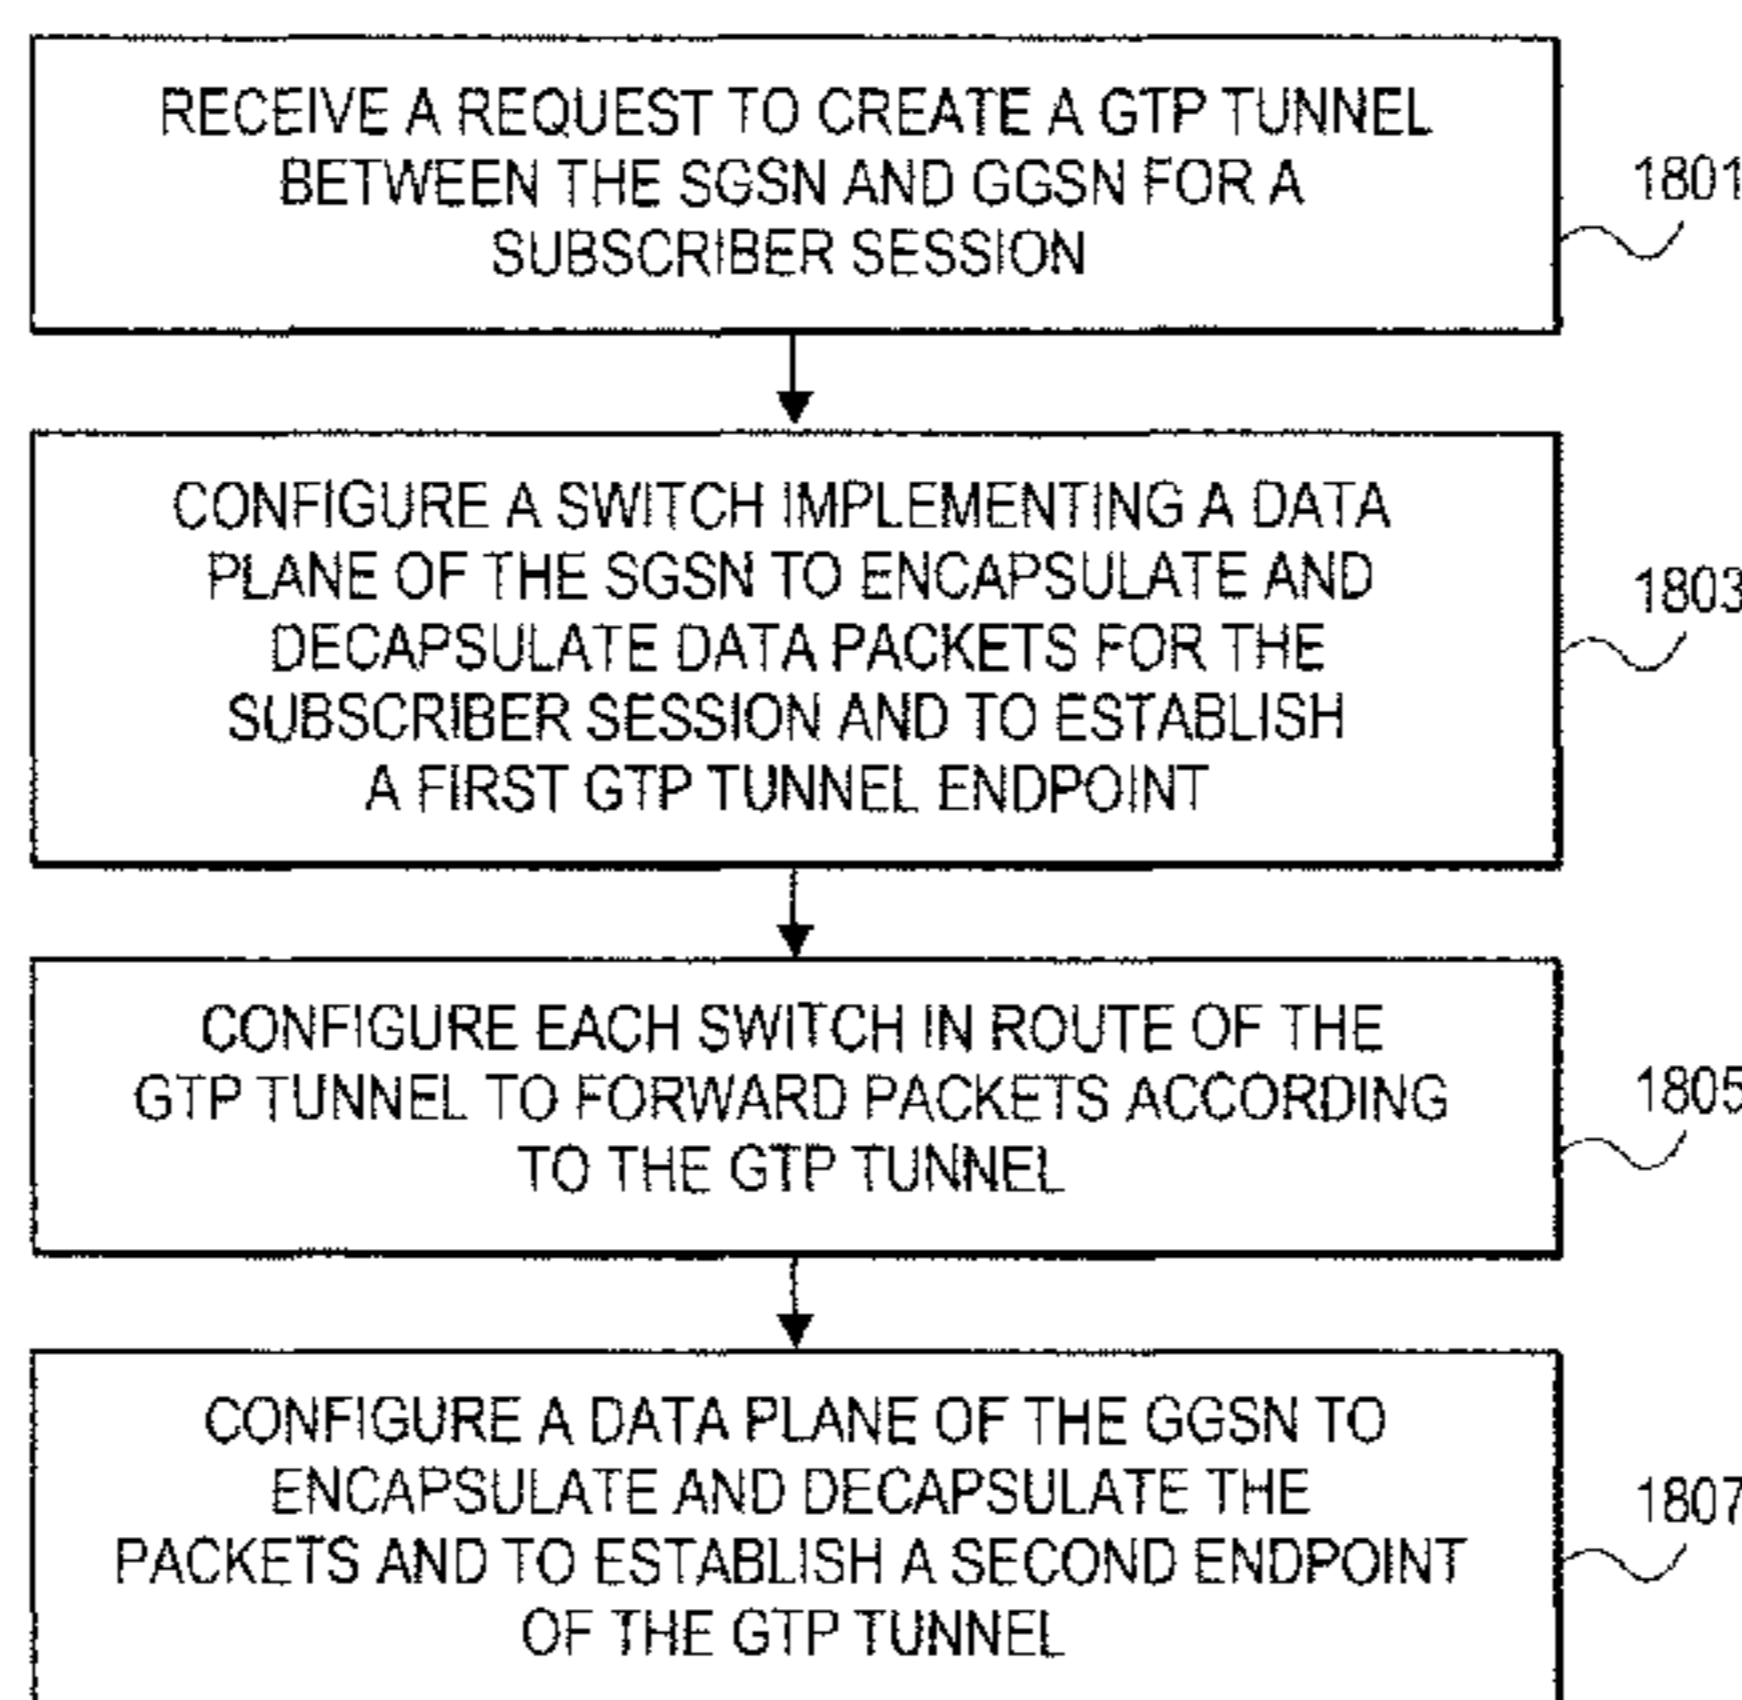 RECEIVE A REQUEST TO CREATE A GTP TUNNEL
BETWEEN THE SGSN AND GGSN FOR A
SUBSCRIBER SESSION
1801
CONFIGURE A SWITCH IMPLEMENTING A DATA
PLANE OF THE SGSN TO ENCAPSULATE AND
DECAPSULATE DATA PACKETS FOR THE
SUBSCRIBER SESSION AND TO ESTABLISH
A FIRST GTP TUNNEL ENDPOINT
1803
CONFIGURE EACH SWITCH IN ROUTE OF THE
GTP TUNNEL TO FORWARD PACKETS ACCORDING
TO THE GTP TUNNEL
1805
CONFIGURE A DATA PLANE OF THE GGSN TO
ENCAPSULATE AND DECAPSULATE THE
PACKETS AND TO ESTABLISH A SECOND ENDPOINT
OF THE GTP TUNNEL
1807